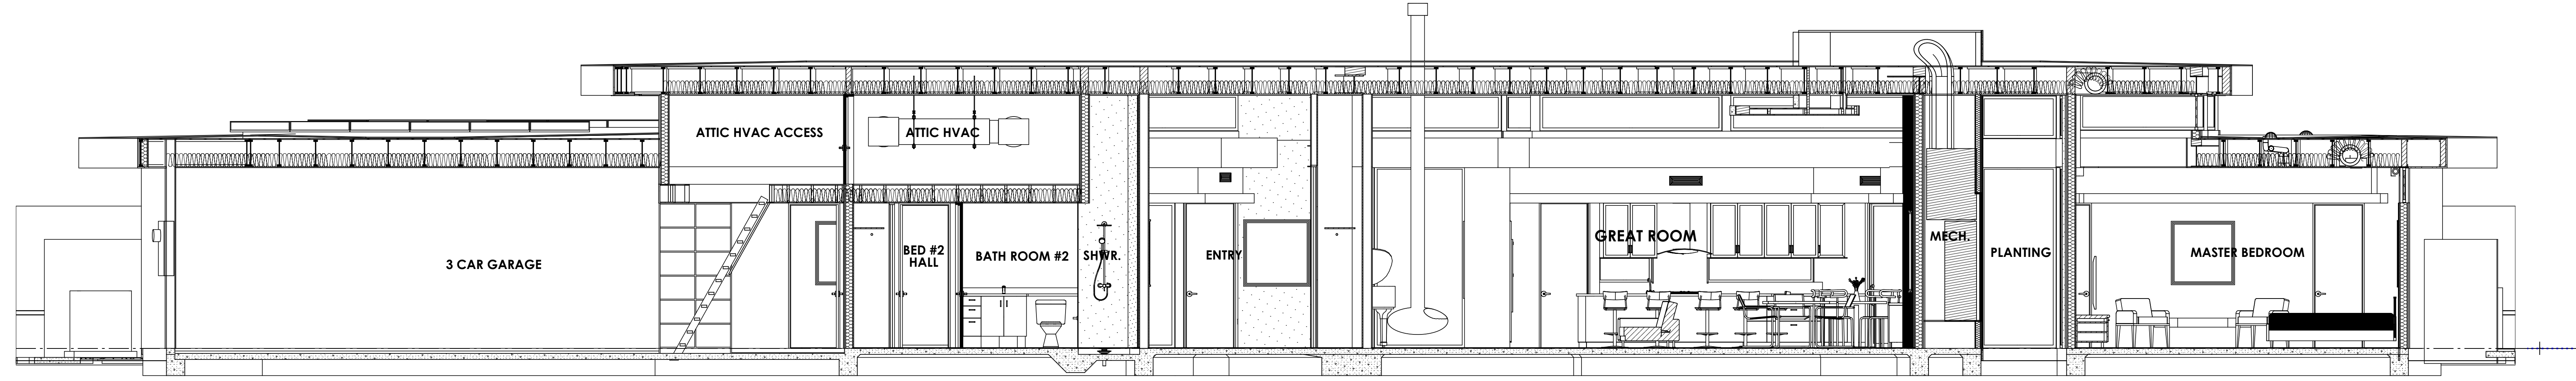 ATTIC HVAC ACCESS
ATTIC HVAC
3 CAR GARAGE
BED #2
HALL
BATH ROOM #2
SHWR.
ENTRY
GREAT ROOM
MECH.
PLANTING
MASTER BEDROOM